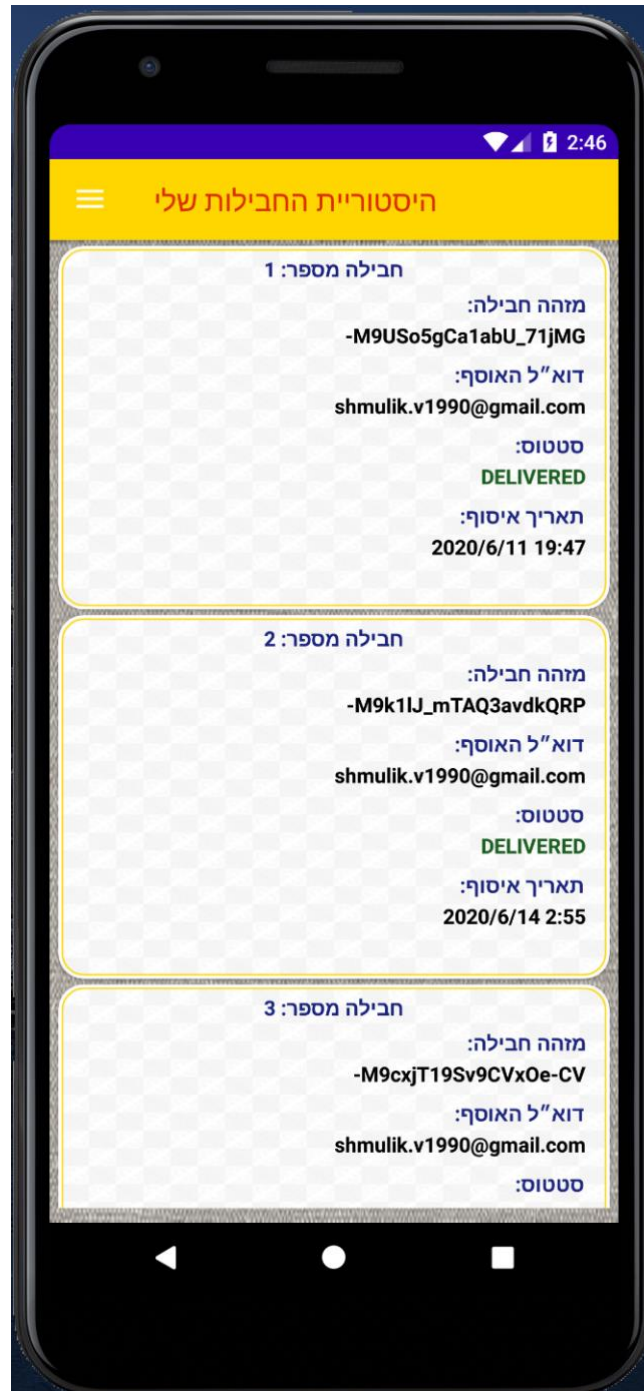 2:46
היסטוריית החבילות שלי
חבילה מספר: 1
מזהה חבילה:
-M9USo5gCa1abU_71jMG
דוא״ל האוסף:
shmulik.v1990@gmail.com
סטטוס:
DELIVERED
תאריך איסוף:
2020/6/11 19:47
חבילה מספר: 2
מזהה חבילה:
-M9k1lJ_mTAQ3avdkQRP
דוא״ל האוסף:
shmulik.v1990@gmail.com
סטטוס:
DELIVERED
תאריך איסוף:
2020/6/14 2:55
חבילה מספר: 3
מזהה חבילה:
-M9cxjT19Sv9CVxOe-CV
דוא״ל האוסף:
shmulik.v1990@gmail.com
סטטוס: